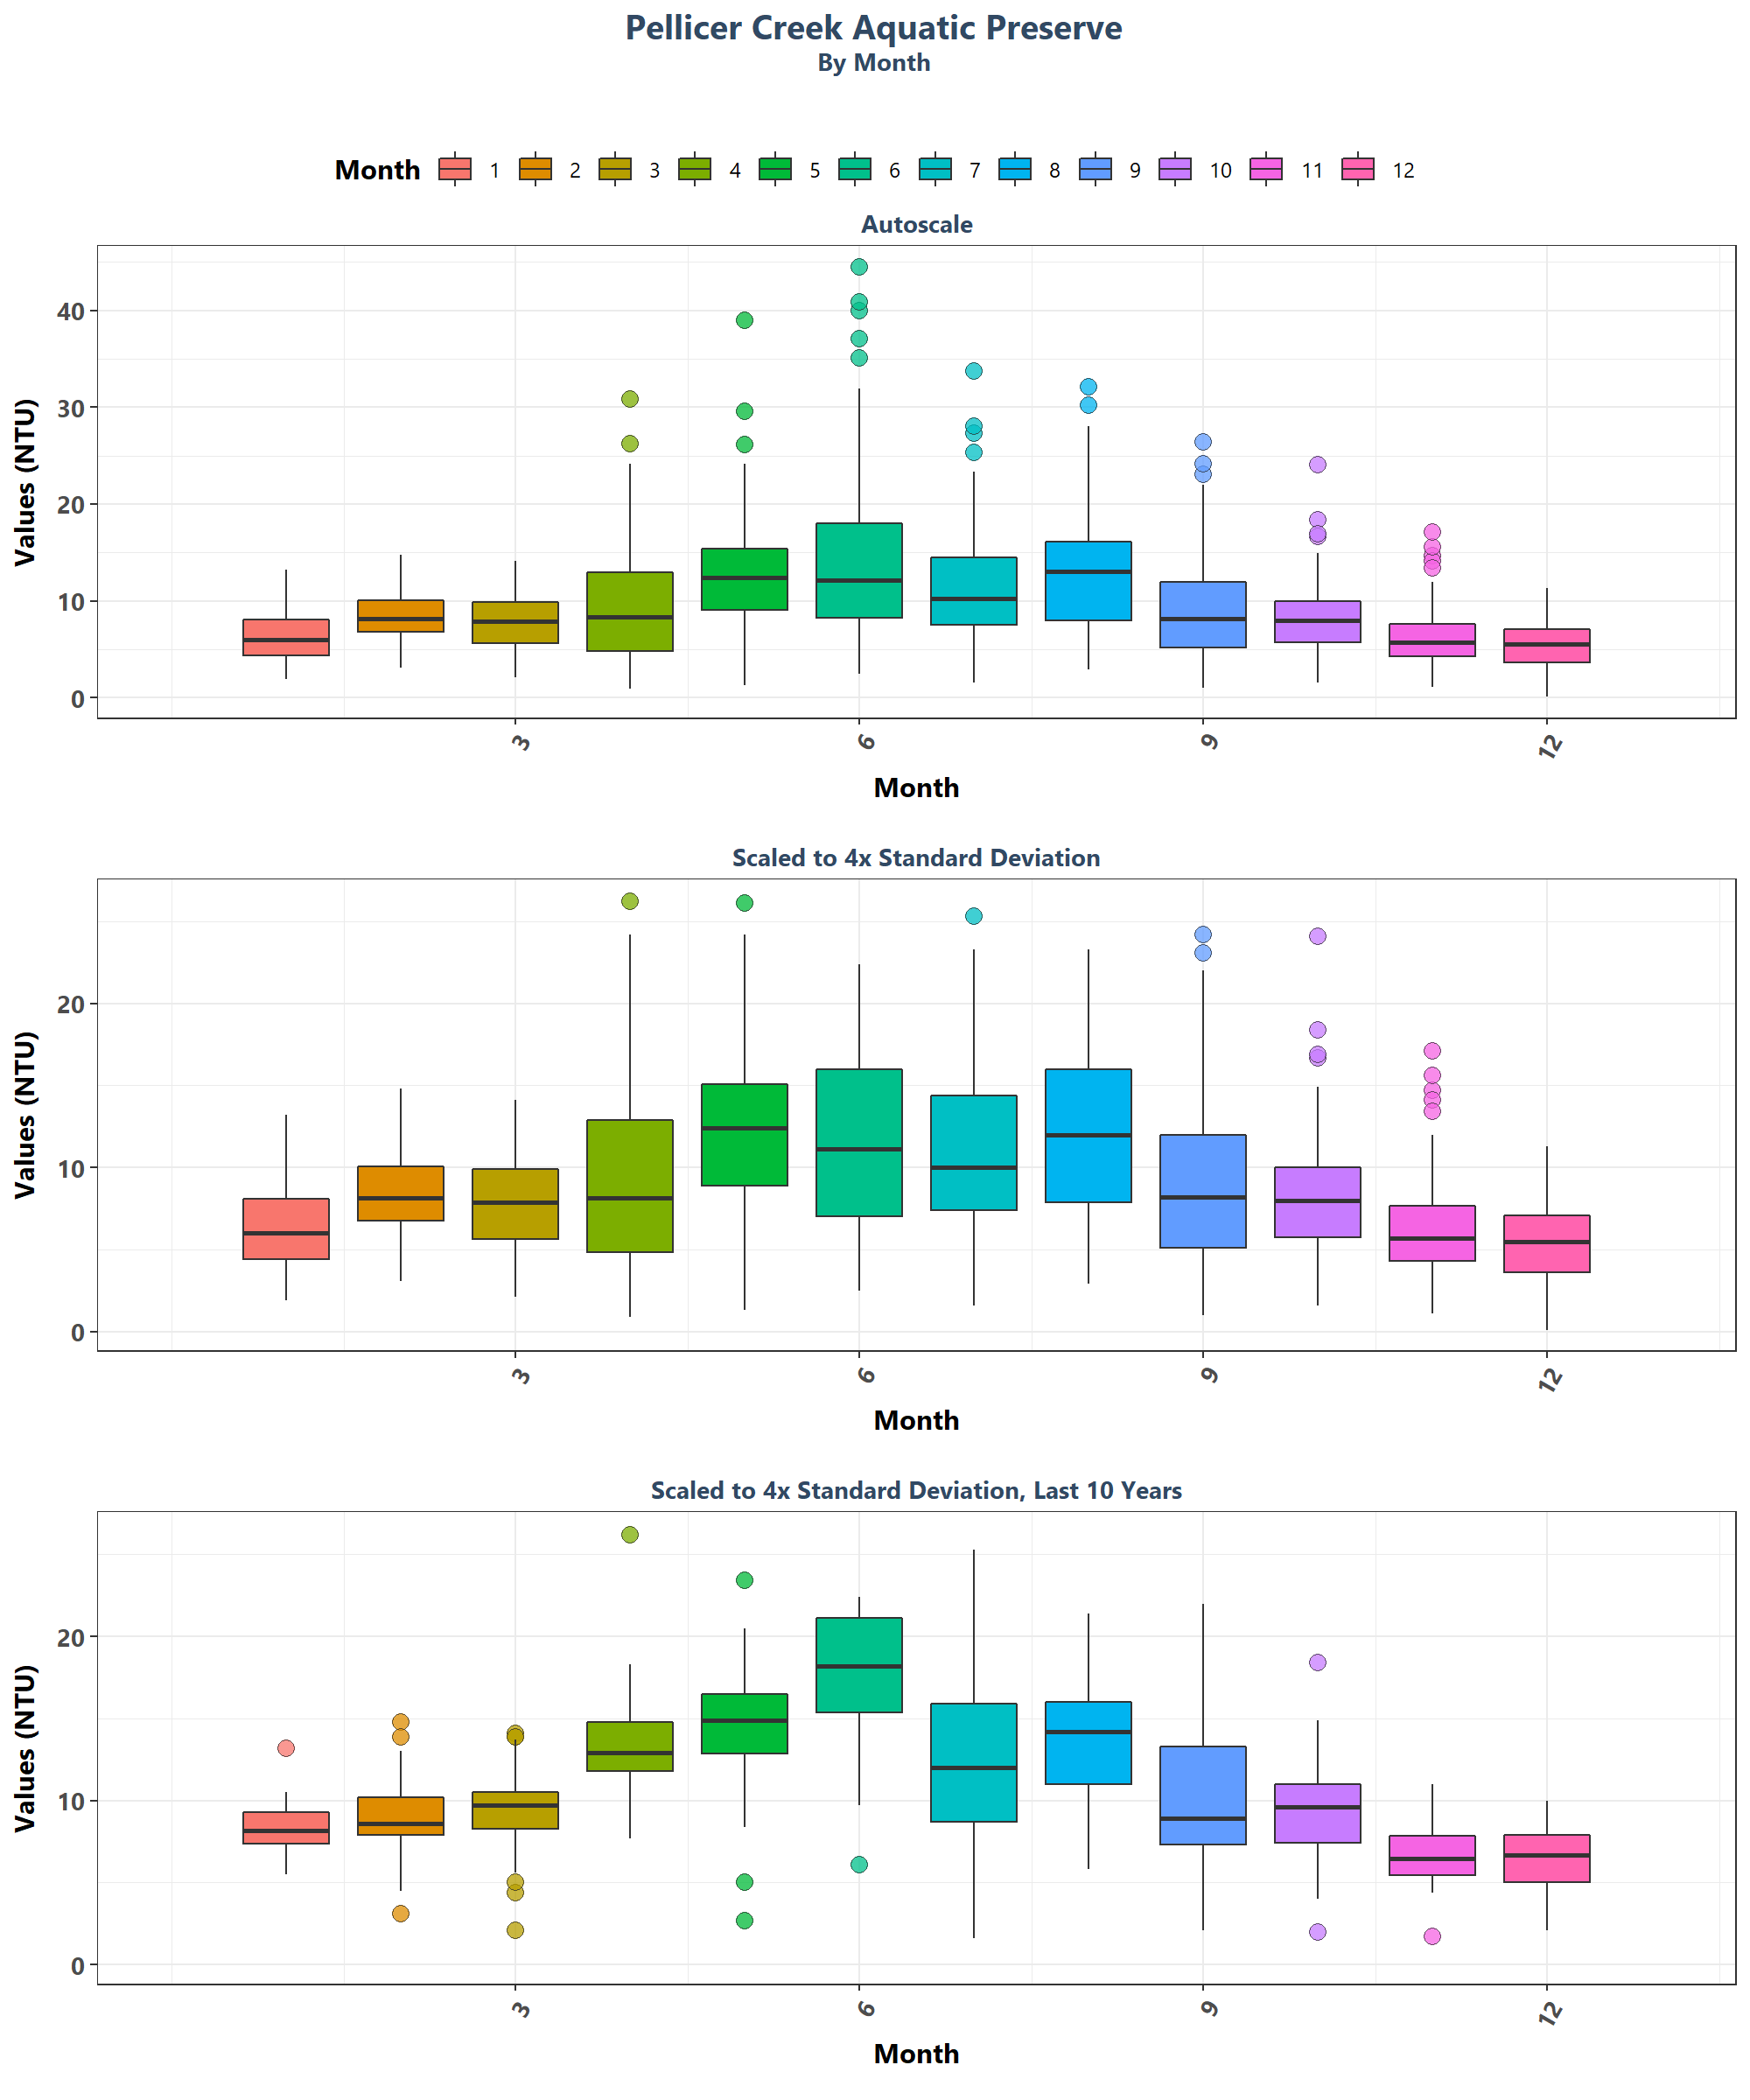 Pellicer Creek Aquatic Preserve
By Month
Month 1 2 3 4 5 6 7 8 9 10 11 12
Autoscale
Values (NTU)
40
30
20
10
0
3 6 9 12
Month
Scaled to 4x Standard Deviation
Values (NTU)
20
10
0
3 6 9 12
Month
Scaled to 4x Standard Deviation, Last 10 Years
Values (NTU)
20
10
0
3 6 9 12
Month